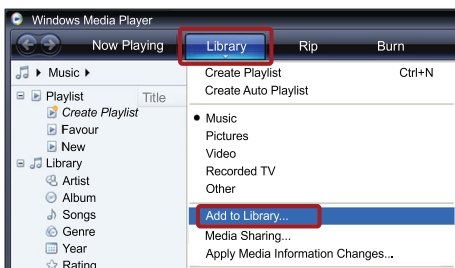 Windows Media Player
Now Playing Library Rip Burn
Music
Playlist Title
Create Playlist
Favour
New
Library
Artist
Album
Songs
Genre
Year
Rating
Create Playlist Ctrl+N
Create Auto Playlist
Music
Pictures
Video
Recorded TV
Other
Add to Library...
Media Sharing...
Apply Media Information Changes...